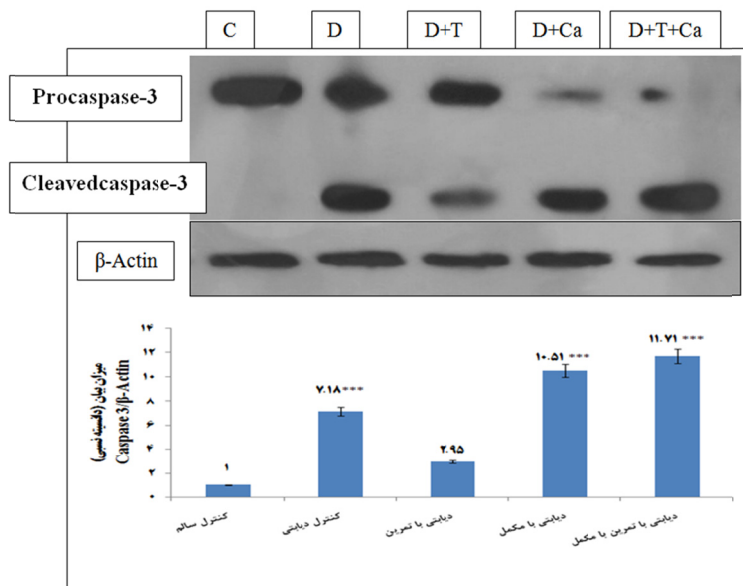 C D D+T D+Ca D+T+Ca
Procaspase-3
Cleavedcaspase-3
β-Actin
میزان بیان (دانسیته نسبی)
Caspase 3/β-Actin
۱۴
۱۲
۱۰
۸
۶
۴
۲
۰
۱
۷.۱۸***
۲.۹۵
۱۰.۵۱***
۱۱.۷۱***
کنترل سالم
کنترل دیابتی
دیابتی با تمرین
دیابتی با مکمل
دیابتی با تمرین با مکمل